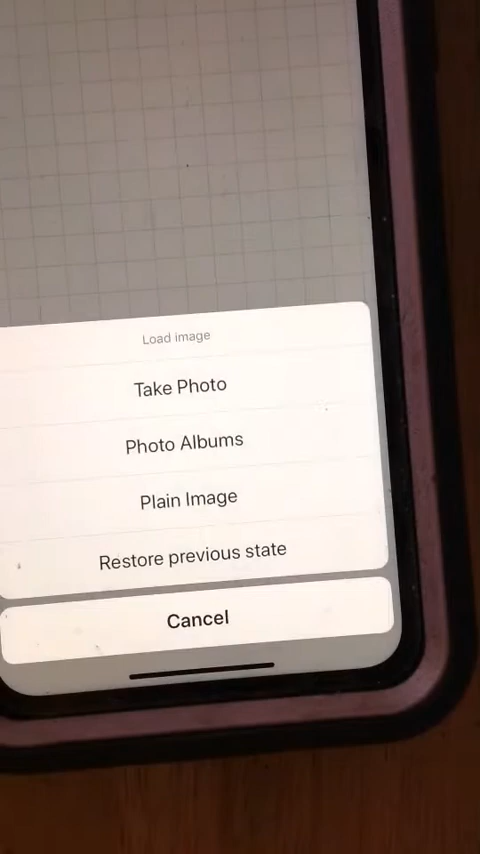 Load image
Take Photo
Photo Albums
Plain Image
Restore previous state
Cancel